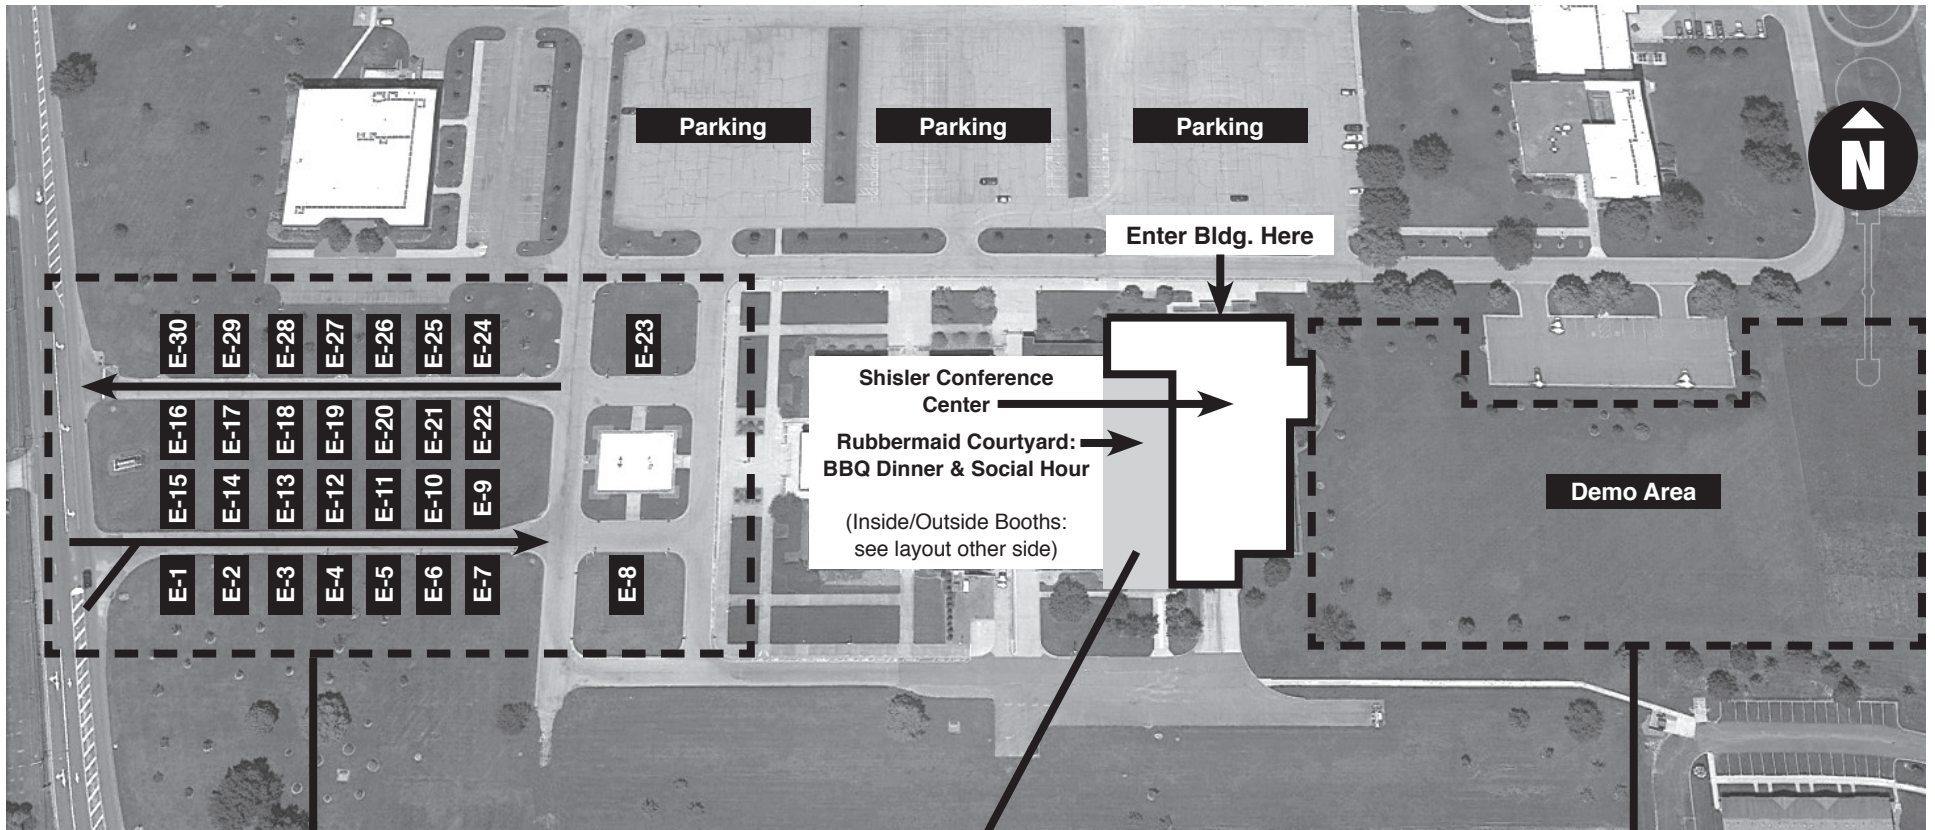 Parking
Parking
Parking
N
Enter Bldg. Here
E-30
E-29
E-28
E-27
E-26
E-25
E-24
E-23
Shisler Conference
Center
Rubbermaid Courtyard:
BBQ Dinner & Social Hour
(Inside/Outside Booths:
see layout other side)
E-16
E-17
E-18
E-19
E-20
E-21
E-22
E-15
E-14
E-13
E-12
E-11
E-10
E-9
Demo Area
E-1
E-2
E-3
E-4
E-5
E-6
E-7
E-8